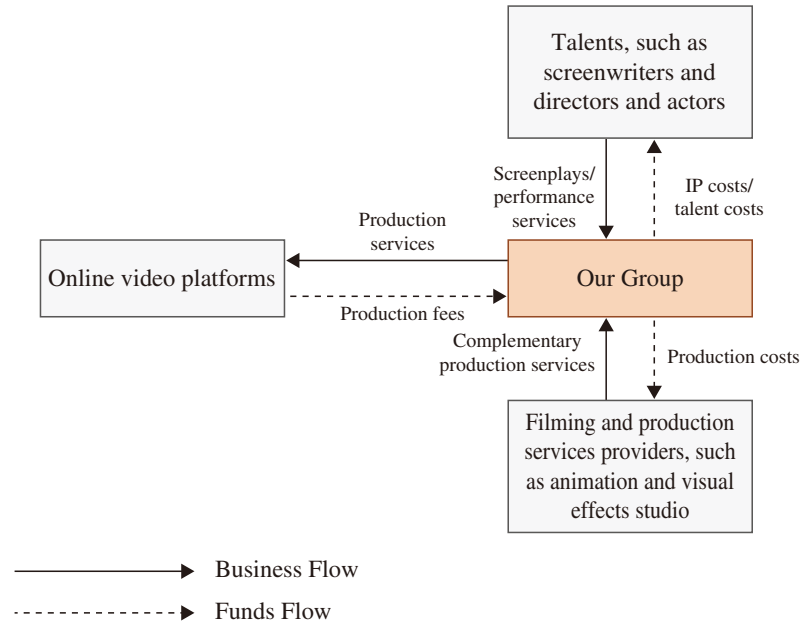 Talents, such as
screenwriters and
directors and actors
Screenplays/
performance
services
IP costs/
talent costs
Production
services
Online video platforms
Our Group
Production fees
Complementary
production services
Production costs
Filming and production
services providers, such
as animation and visual
effects studio
Business Flow
Funds Flow